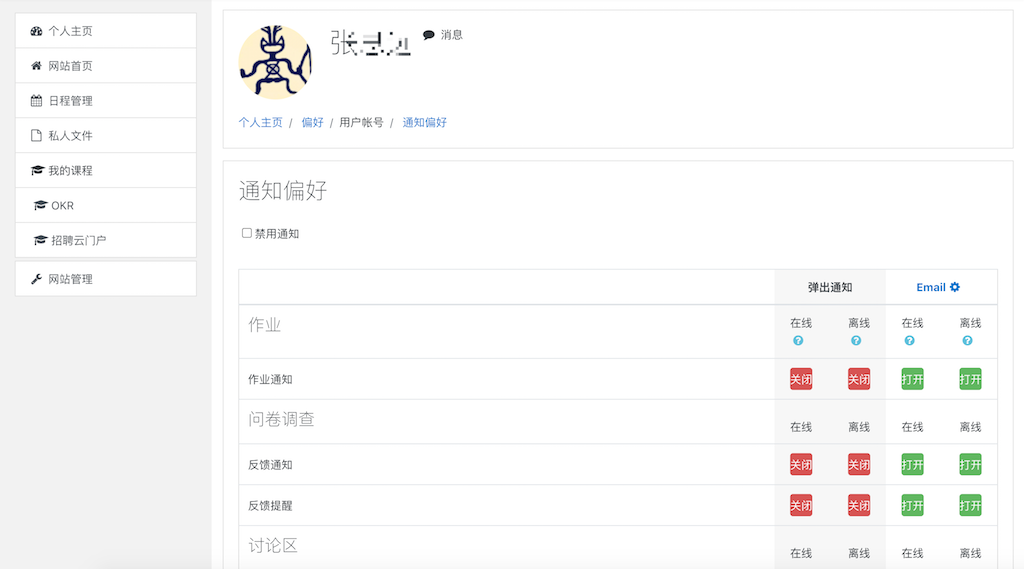 个人主页
网站首页
日程管理
私人文件
我的课程
OKR
招聘云门户
网站管理
张
消息
个人主页 / 偏好 / 用户帐号 / 通知偏好
通知偏好
禁用通知
弹出通知 Email
作业 在线 离线 在线 离线
? ? ? ?
作业通知 关闭 关闭 打开 打开
问卷调查 在线 离线 在线 离线
反馈通知 关闭 关闭 打开 打开
反馈提醒 关闭 关闭 打开 打开
讨论区 在线 离线 在线 离线